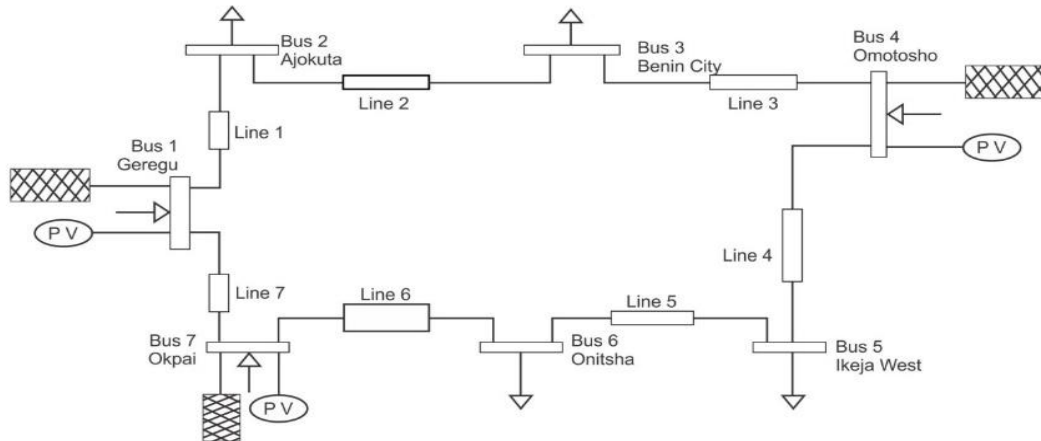 Bus 2
Ajokuta
Bus 3
Benin City
Bus 4
Omotosho
Line 2
Line 3
Line 1
Bus 1
Geregu
P V
P V
Line 4
Line 7
Line 6
Line 5
Bus 7
Okpai
Bus 6
Onitsha
Bus 5
Ikeja West
P V